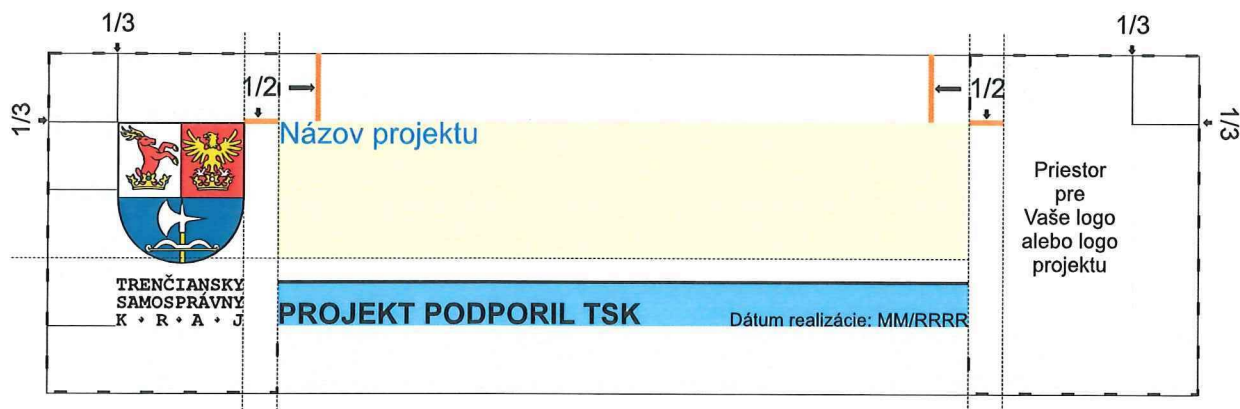 1/3
1/3
1/2
1/2
1/3
1/3
Názov projektu
Priestor
pre
Vaše logo
alebo logo
projektu
TRENČIANSKY
SAMOSPRÁVNY
K • R • A • J
PROJEKT PODPORIL TSK
Dátum realizácie: MM/RRRR